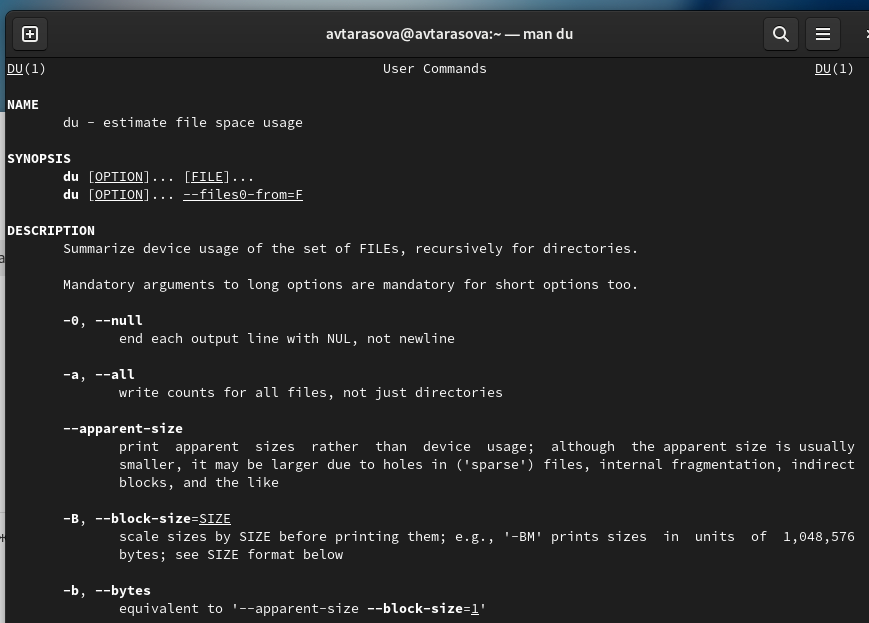 avtarasova@avtarasova:~ — man du
DU(1) User Commands DU(1)
NAME
du - estimate file space usage
SYNOPSIS
du [OPTION]... [FILE]...
du [OPTION]... --files0-from=F
DESCRIPTION
Summarize device usage of the set of FILEs, recursively for directories.
Mandatory arguments to long options are mandatory for short options too.
-0, --null
end each output line with NUL, not newline
-a, --all
write counts for all files, not just directories
--apparent-size
print apparent sizes rather than device usage; although the apparent size is usually
smaller, it may be larger due to holes in ('sparse') files, internal fragmentation, indirect
blocks, and the like
-B, --block-size=SIZE
scale sizes by SIZE before printing them; e.g., '-BM' prints sizes in units of 1,048,576
bytes; see SIZE format below
-b, --bytes
equivalent to '--apparent-size --block-size=1'